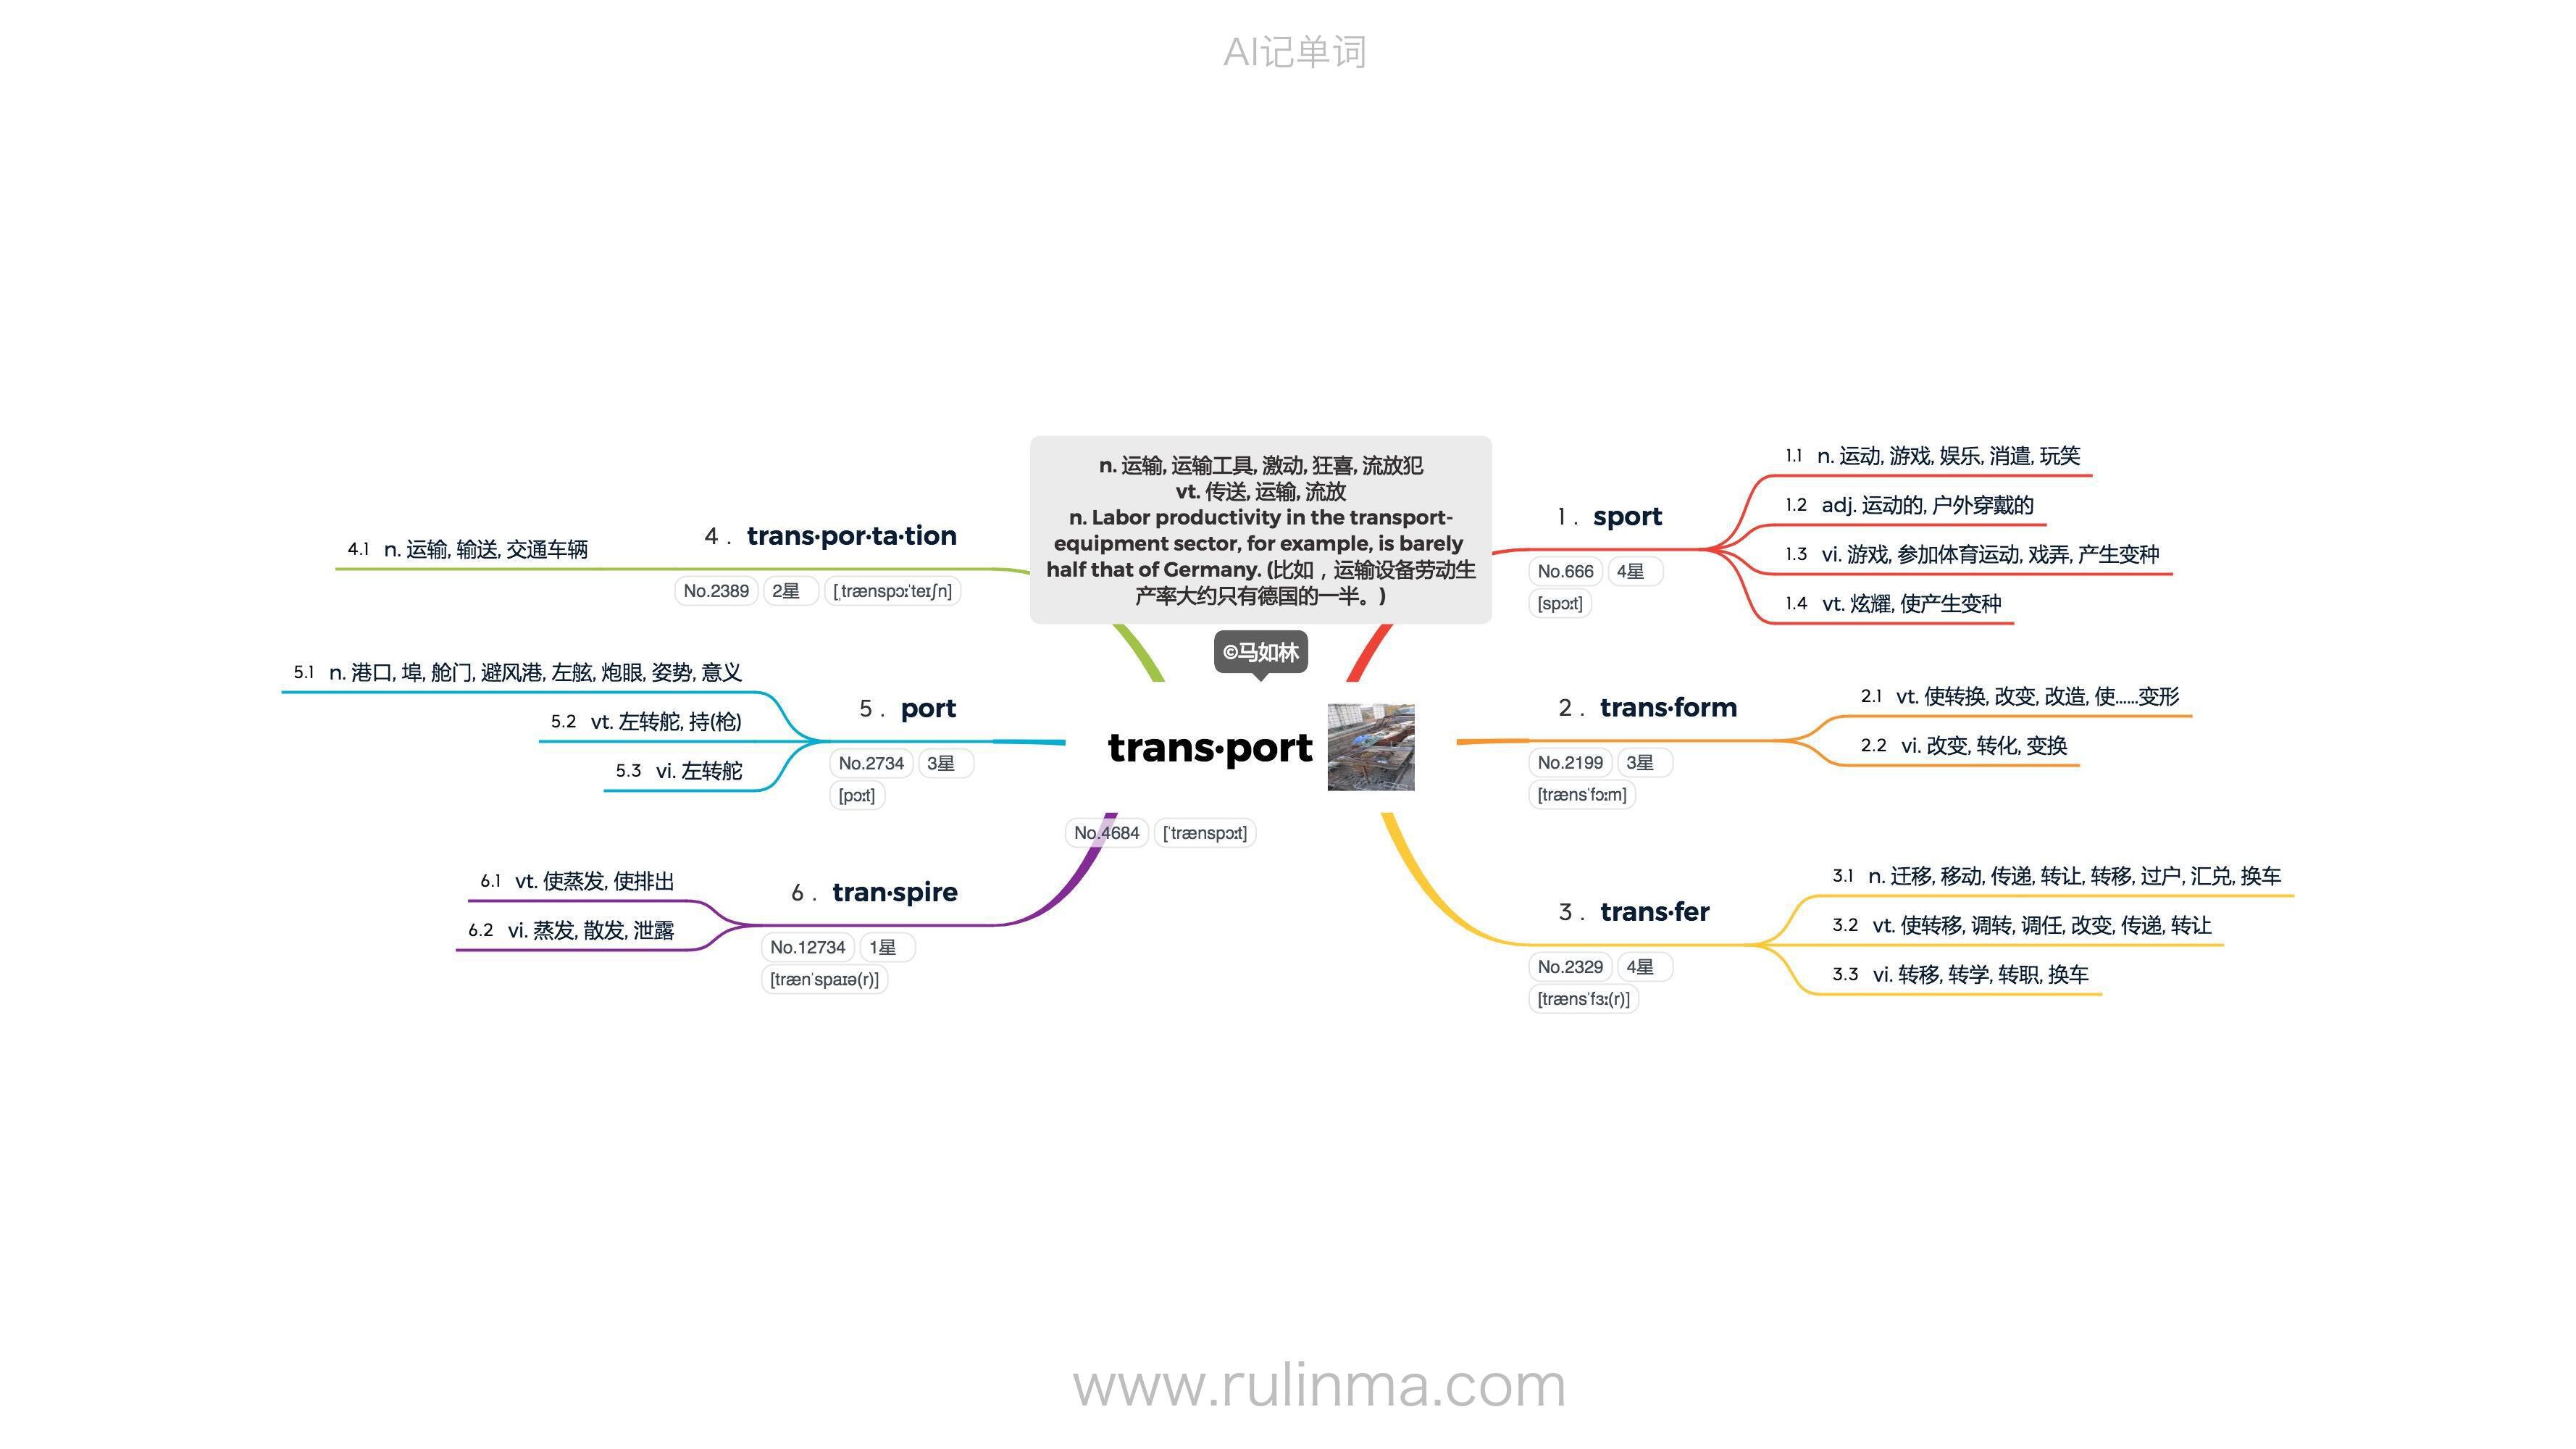 AI记单词
n. 运输, 运输工具, 激动, 狂喜, 流放犯
vt. 传送, 运输, 流放
n. Labor productivity in the transport-
equipment sector, for example, is barely
half that of Germany. (比如，运输设备劳动生
产率大约只有德国的一半。)
©马如林
trans·port
No.4684 [ˈtrænspɔːt]
1. sport
No.666 4星
[spɔːt]
1.1 n. 运动, 游戏, 娱乐, 消遣, 玩笑
1.2 adj. 运动的, 户外穿戴的
1.3 vi. 游戏, 参加体育运动, 戏弄, 产生变种
1.4 vt. 炫耀, 使产生变种
2. trans·form
No.2199 3星
[trænsˈfɔːm]
2.1 vt. 使转换, 改变, 改造, 使......变形
2.2 vi. 改变, 转化, 变换
3. trans·fer
No.2329 4星
[trænsˈfɜː(r)]
3.1 n. 迁移, 移动, 传递, 转让, 转移, 过户, 汇兑, 换车
3.2 vt. 使转移, 调转, 调任, 改变, 传递, 转让
3.3 vi. 转移, 转学, 转职, 换车
4. trans·por·ta·tion
No.2389 2星 [ˌtrænspɔːˈteɪʃn]
4.1 n. 运输, 输送, 交通车辆
5. port
No.2734 3星
[pɔːt]
5.1 n. 港口, 埠, 舱门, 避风港, 左舷, 炮眼, 姿势, 意义
5.2 vt. 左转舵, 持(枪)
5.3 vi. 左转舵
6. tran·spire
No.12734 1星
[trænˈspaɪə(r)]
6.1 vt. 使蒸发, 使排出
6.2 vi. 蒸发, 散发, 泄露
www.rulinma.com